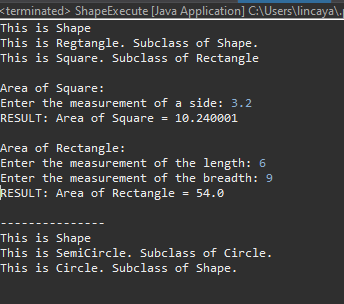 <terminated> ShapeExecute [Java Application] C:\Users\lincaya\.
This is Shape
This is Regtangle. Subclass of Shape.
This is Square. Subclass of Rectangle
Area of Square:
Enter the measurement of a side: 3.2
RESULT: Area of Square = 10.240001
Area of Rectangle:
Enter the measurement of the length: 6
Enter the measurement of the breadth: 9
RESULT: Area of Rectangle = 54.0
---------------
This is Shape
This is SemiCircle. Subclass of Circle.
This is Circle. Subclass of Shape.